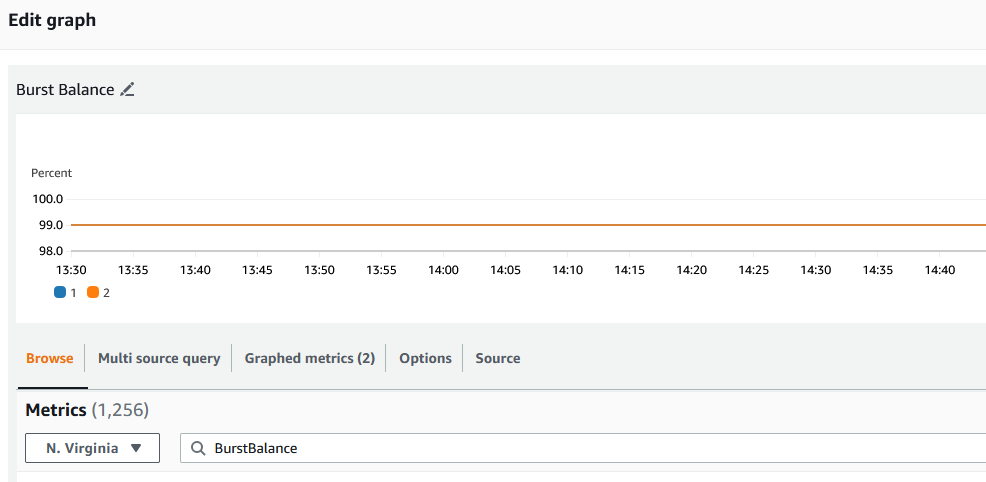 Edit graph
Burst Balance
Percent
100.0
99.0
98.0
13:30 13:35 13:40 13:45 13:50 13:55 14:00 14:05 14:10 14:15 14:20 14:25 14:30 14:35 14:40
1 2
Browse Multi source query Graphed metrics (2) Options Source
Metrics (1,256)
N. Virginia BurstBalance